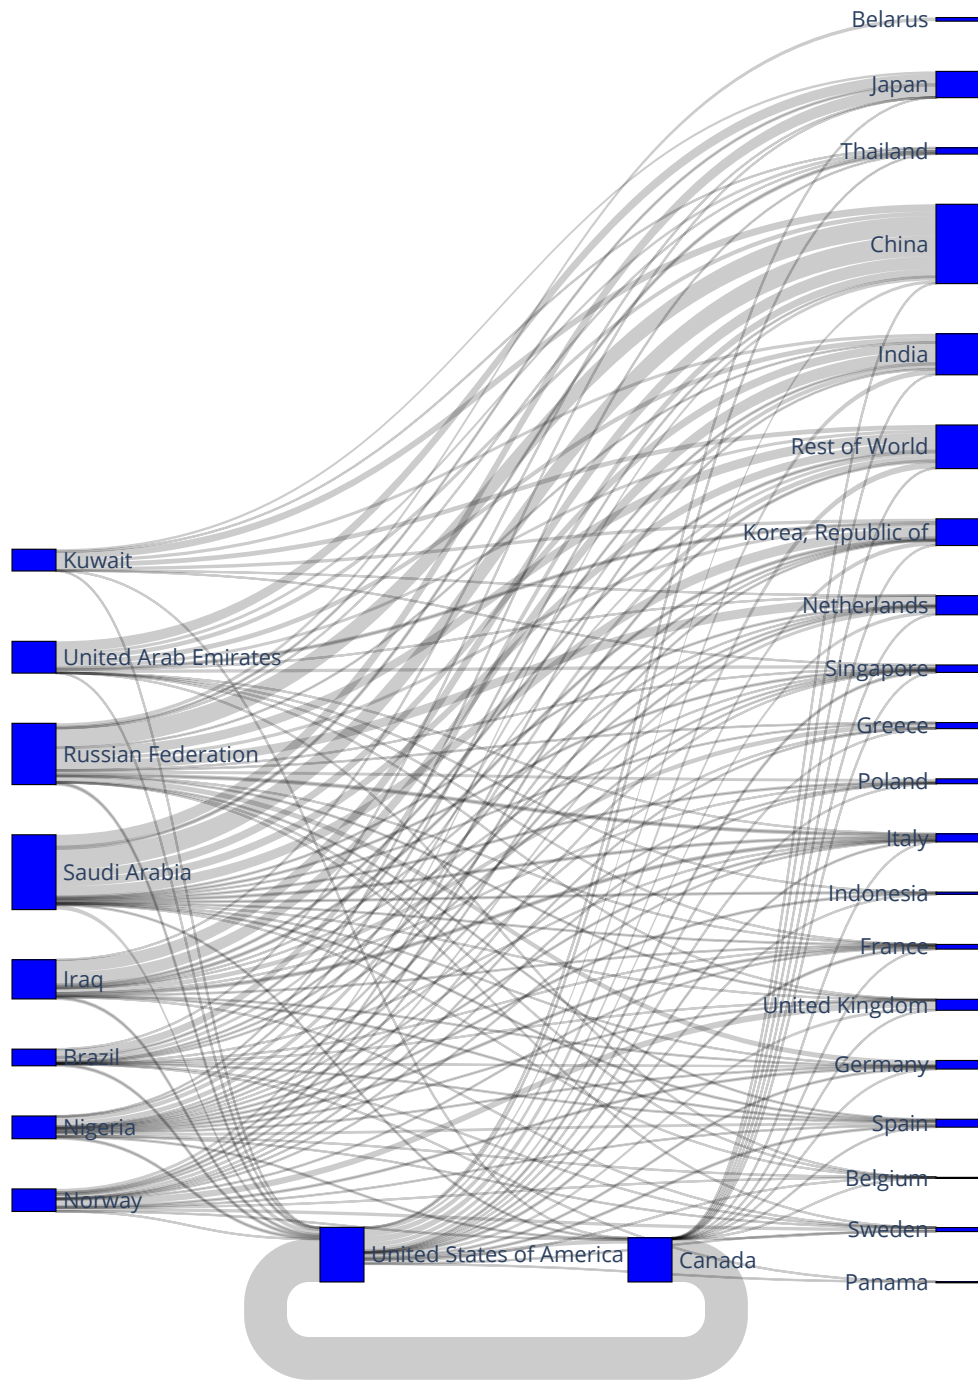 Belarus
Japan
Thailand
China
India
Rest of World
Korea, Republic of
Netherlands
Singapore
Greece
Poland
Italy
Indonesia
France
United Kingdom
Germany
Spain
Belgium
Sweden
Panama
Kuwait
United Arab Emirates
Russian Federation
Saudi Arabia
Iraq
Brazil
Nigeria
Norway
United States of America
Canada